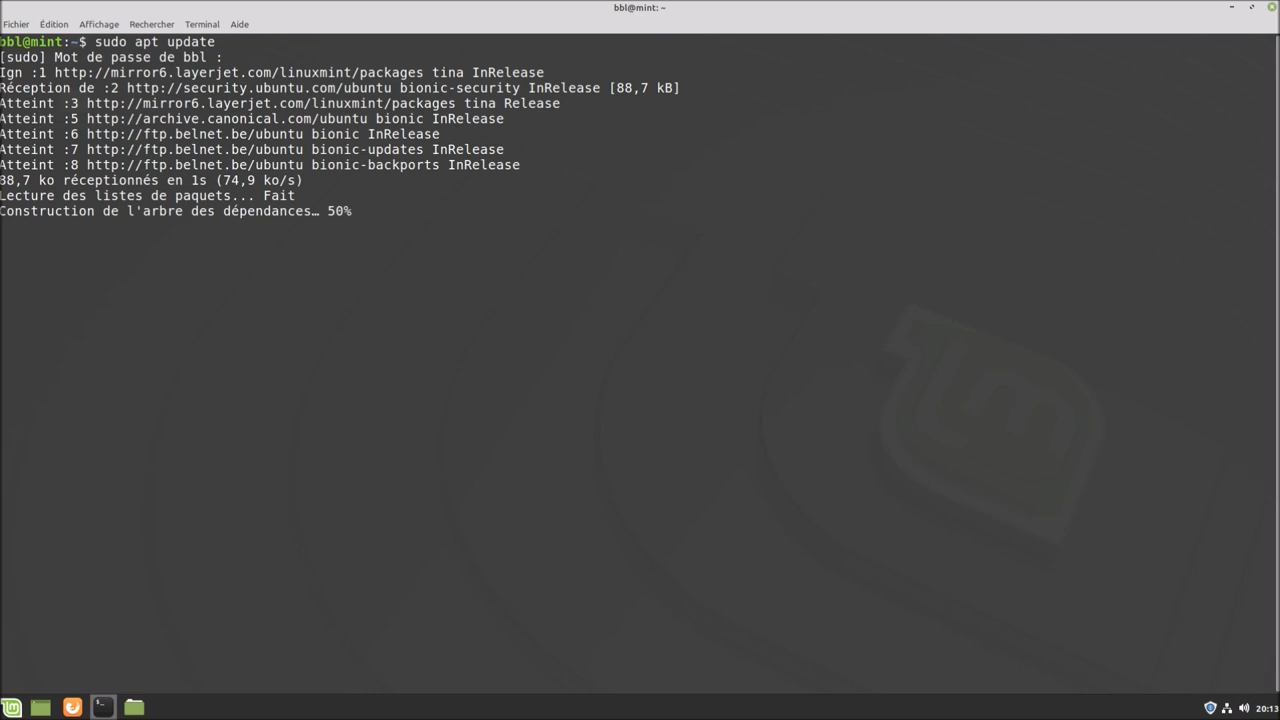 bbl@mint: ~
Fichier Édition Affichage Rechercher Terminal Aide
bbl@mint:~$ sudo apt update
[sudo] Mot de passe de bbl :
Ign :1 http://mirror6.layerjet.com/linuxmint/packages tina InRelease
Réception de :2 http://security.ubuntu.com/ubuntu bionic-security InRelease [88,7 kB]
Atteint :3 http://mirror6.layerjet.com/linuxmint/packages tina Release
Atteint :5 http://archive.canonical.com/ubuntu bionic InRelease
Atteint :6 http://ftp.belnet.be/ubuntu bionic InRelease
Atteint :7 http://ftp.belnet.be/ubuntu bionic-updates InRelease
Atteint :8 http://ftp.belnet.be/ubuntu bionic-backports InRelease
88,7 ko réceptionnés en 1s (74,9 ko/s)
Lecture des listes de paquets... Fait
Construction de l'arbre des dépendances… 50%
20:13